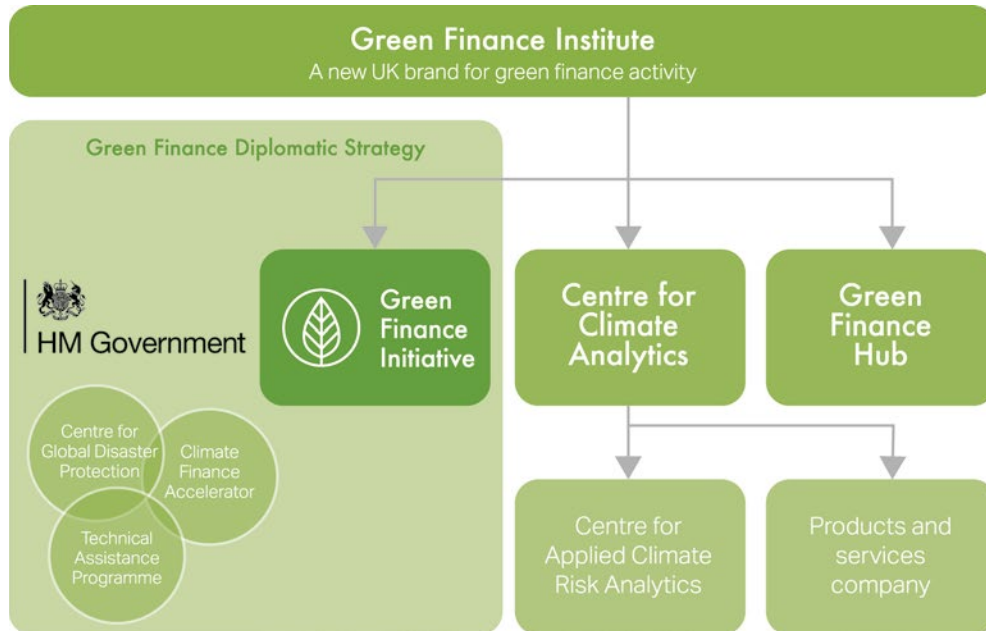 Green Finance Institute
A new UK brand for green finance activity
Green Finance Diplomatic Strategy
HM Government
Green
Finance
Initiative
Centre for
Climate
Analytics
Green
Finance
Hub
Centre for
Global Disaster
Protection
Climate
Finance
Accelerator
Technical
Assistance
Programme
Centre for
Applied Climate
Risk Analytics
Products and
services
company